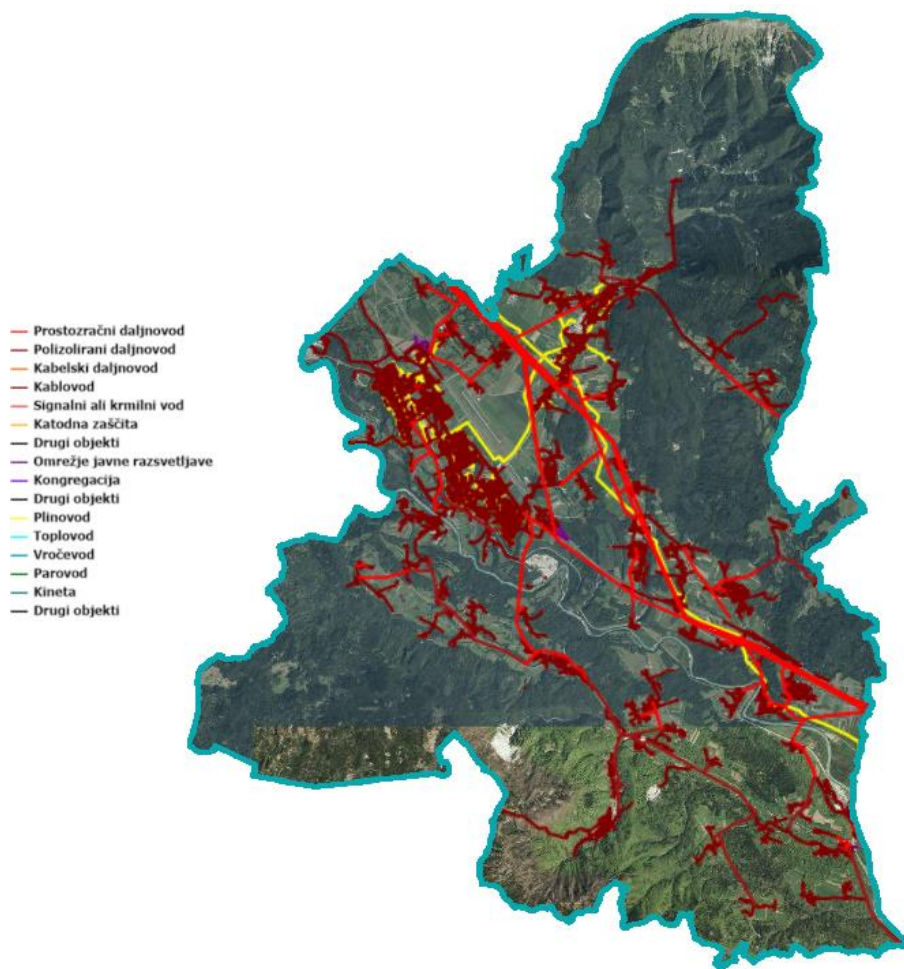 Prostozračni daljnovod
Polizolirani daljnovod
Kabelski daljnovod
Kablovod
Signalni ali krmilni vod
Katodna zaščita
Drugi objekti
Omrežje javne razsvetljave
Kongregacija
Drugi objekti
Plinovod
Toplovod
Vročevod
Parovod
Kineta
Drugi objekti